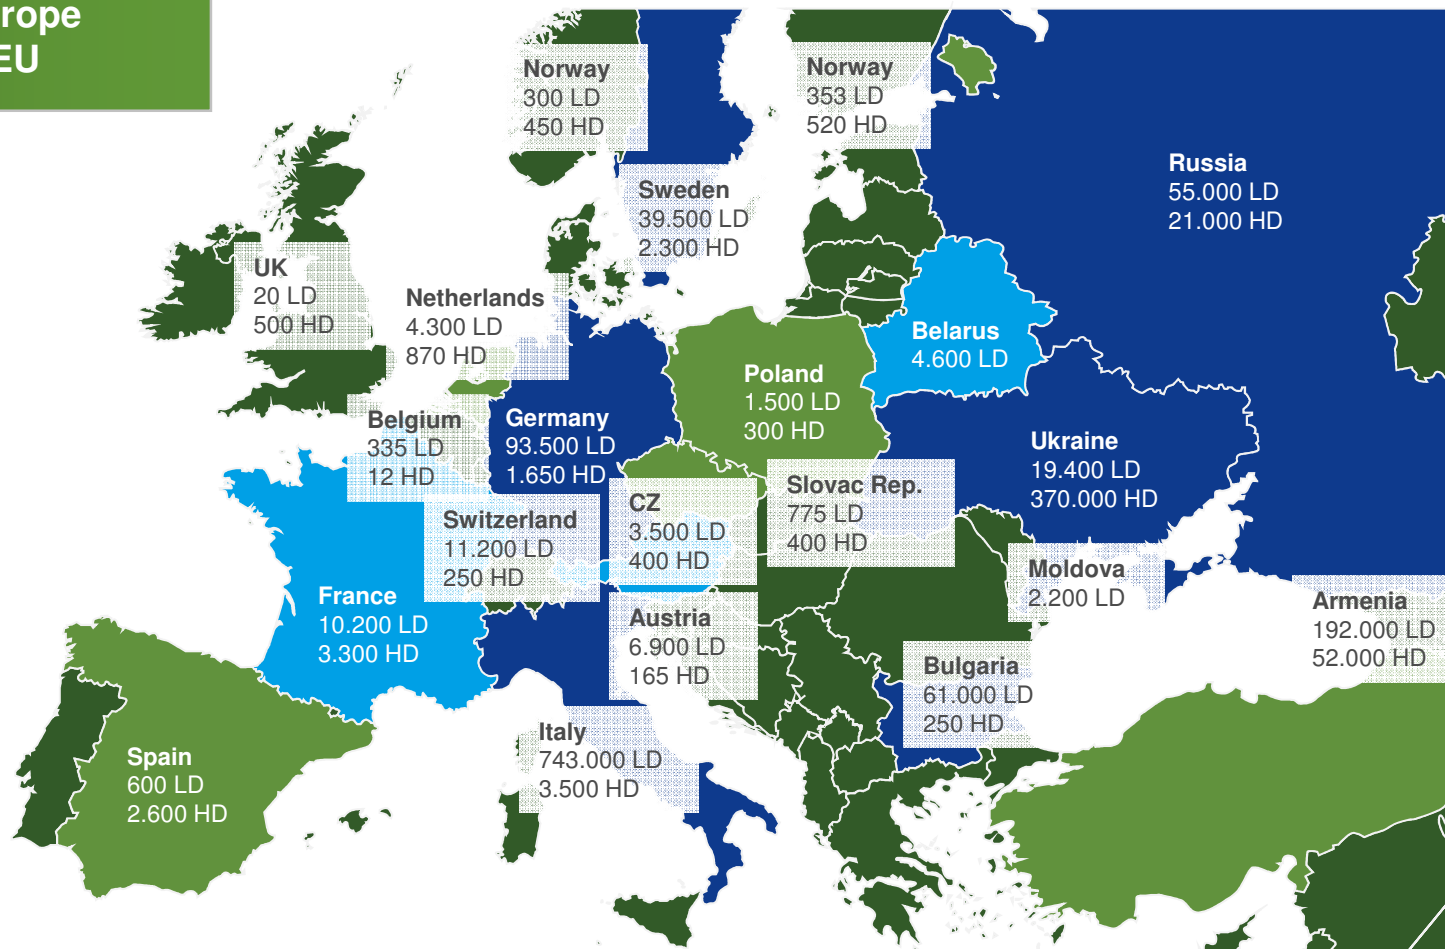 rope
EU
Norway
300 LD
450 HD
Norway
353 LD
520 HD
Russia
55.000 LD
21.000 HD
Sweden
39.500 LD
2.300 HD
UK
20 LD
500 HD
Netherlands
4.300 LD
870 HD
Belarus
4.600 LD
Poland
1.500 LD
300 HD
Belgium
335 LD
12 HD
Germany
93.500 LD
1.650 HD
Ukraine
19.400 LD
370.000 HD
Slovac Rep.
775 LD
400 HD
CZ
3.500 LD
400 HD
Switzerland
11.200 LD
250 HD
Moldova
2.200 LD
France
10.200 LD
3.300 HD
Armenia
192.000 LD
52.000 HD
Austria
6.900 LD
165 HD
Bulgaria
61.000 LD
250 HD
Italy
743.000 LD
3.500 HD
Spain
600 LD
2.600 HD